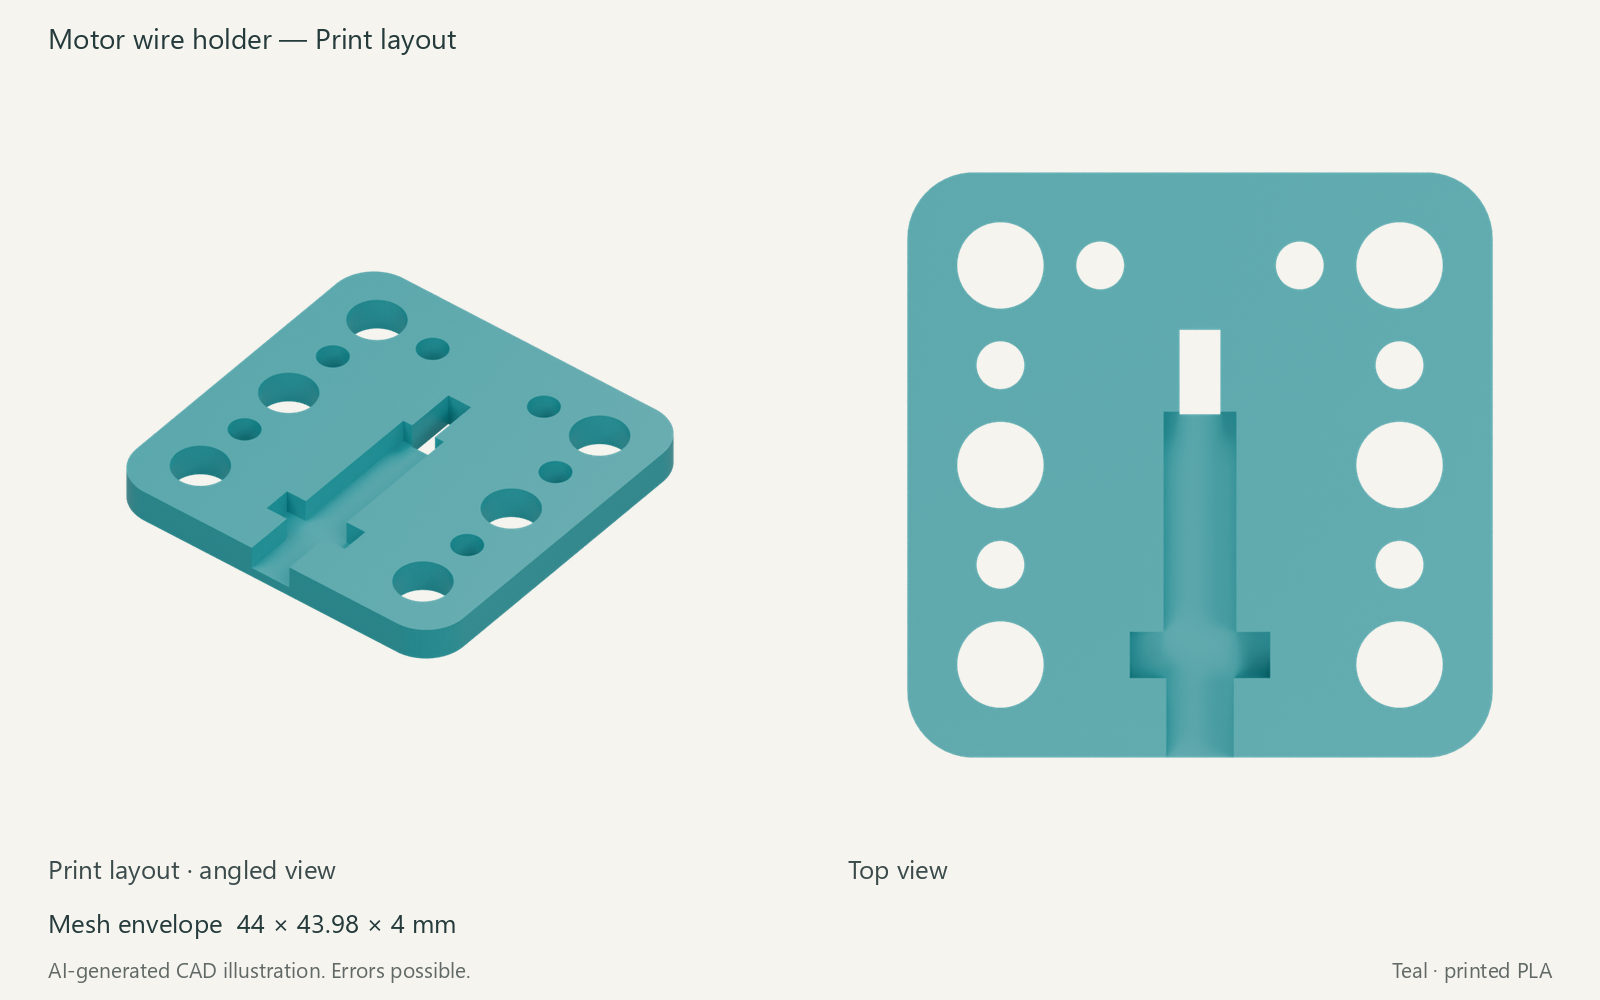 Motor wire holder — Print layout
Print layout · angled view
Top view
Mesh envelope  44 × 43.98 × 4 mm
AI-generated CAD illustration. Errors possible.
Teal · printed PLA